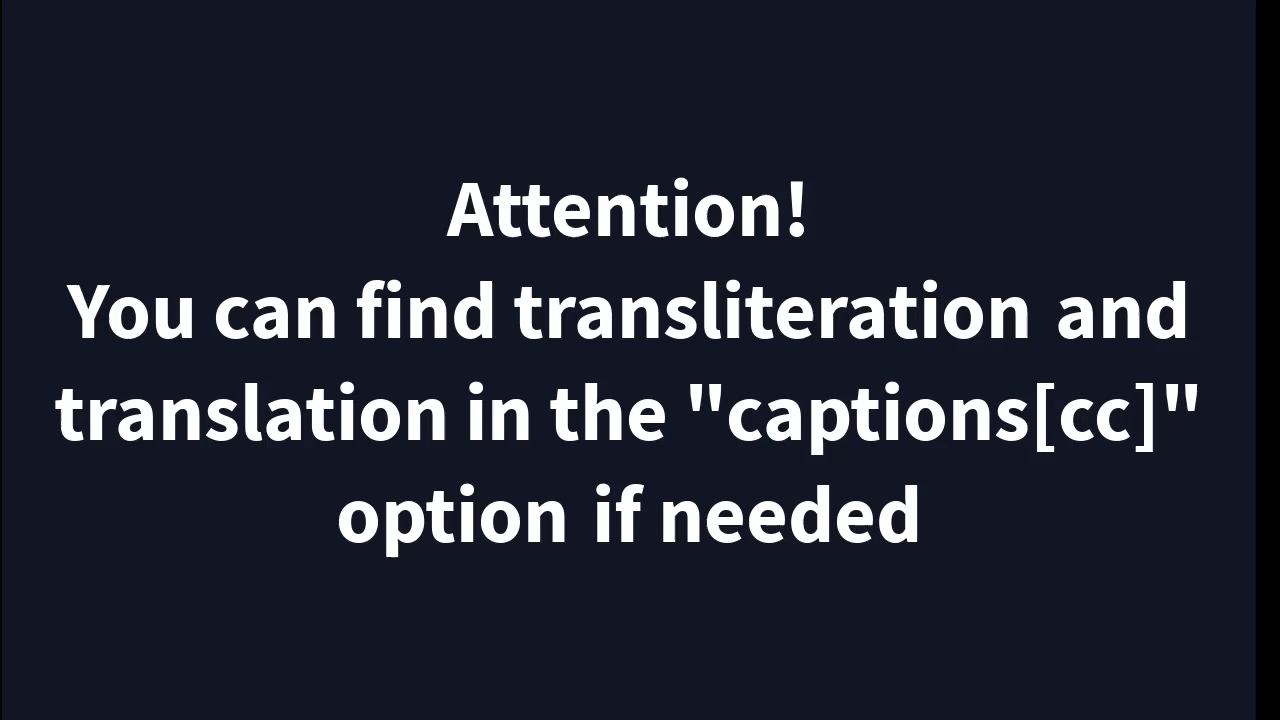 Attention!
You can find transliteration and
translation in the "captions[cc]"
option if needed